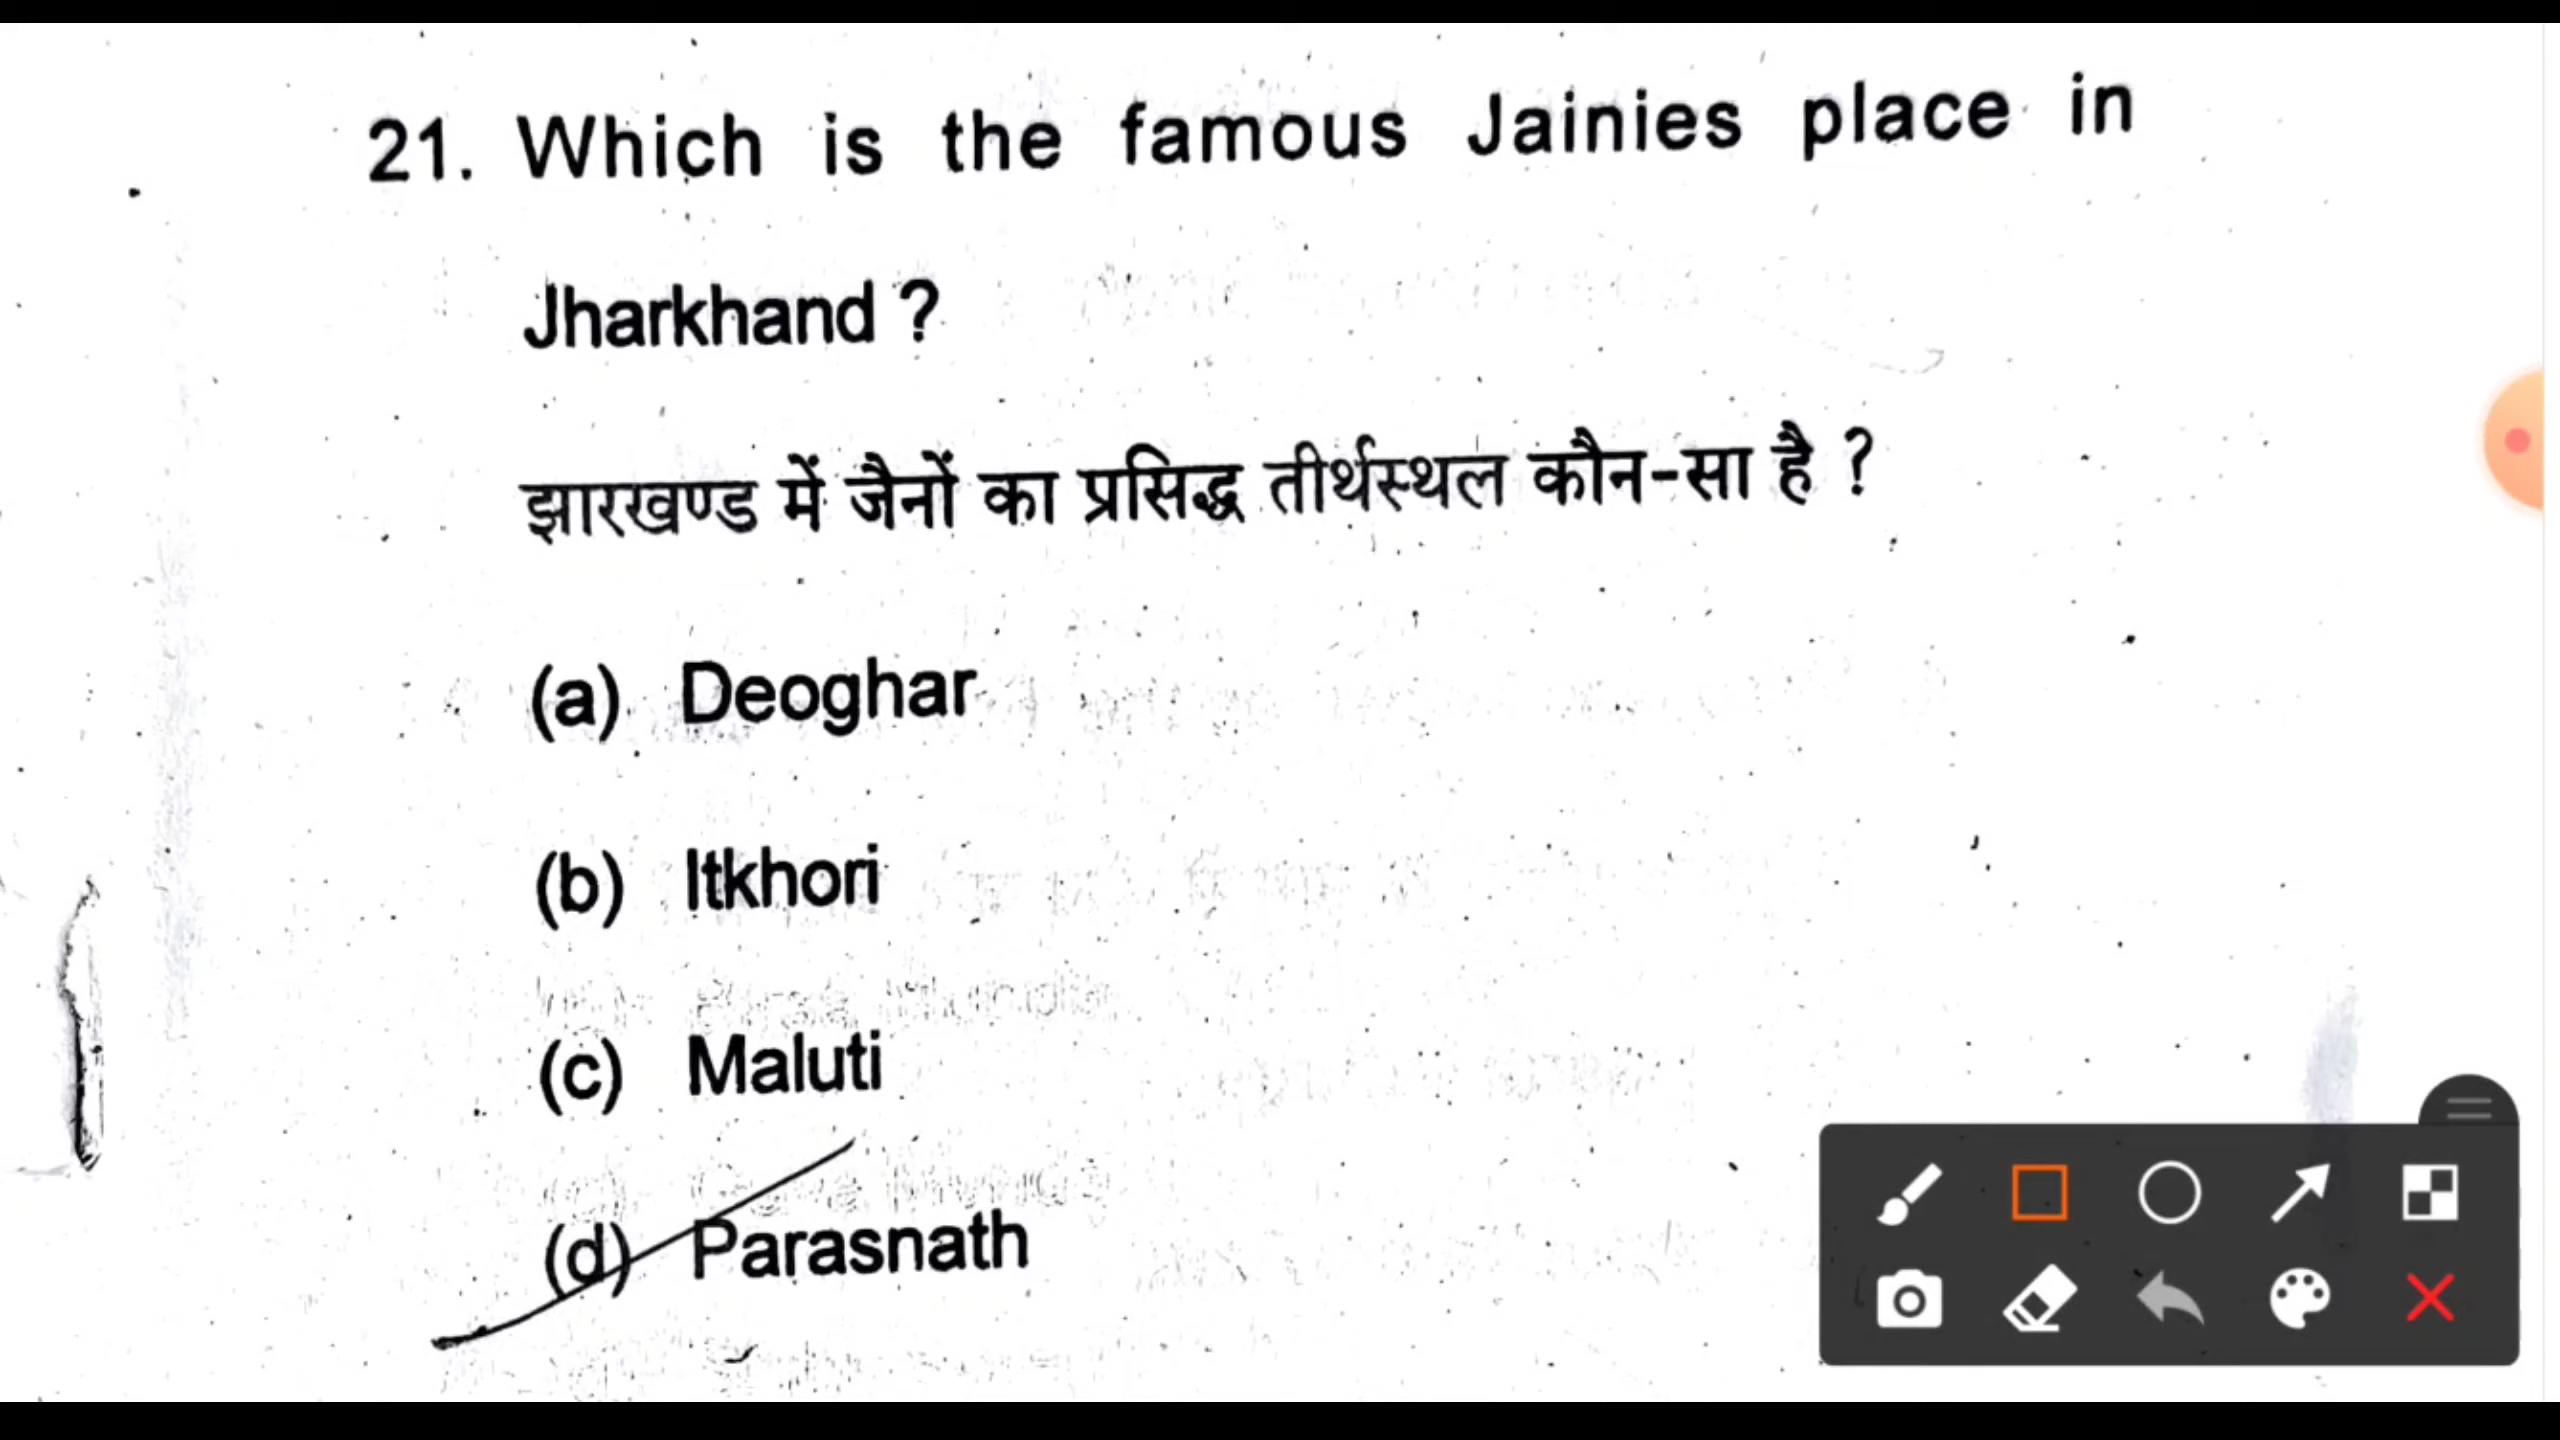 21. Which is the famous Jainies place in
Jharkhand ?
झारखण्ड में जैनों का प्रसिद्ध तीर्थस्थल कौन-सा है ?
(a) Deoghar
(b) Itkhori
(c) Maluti
(d) Parasnath